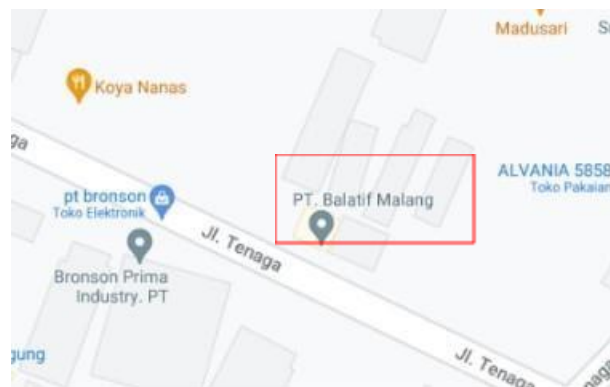 Madusari
Koya Nanas
ALVANIA 5858
Toko Pakaian
pt bronson
Toko Elektronik
PT. Balatif Malang
Jl. Tenaga
Bronson Prima
Industry. PT
Jl. Tenaga